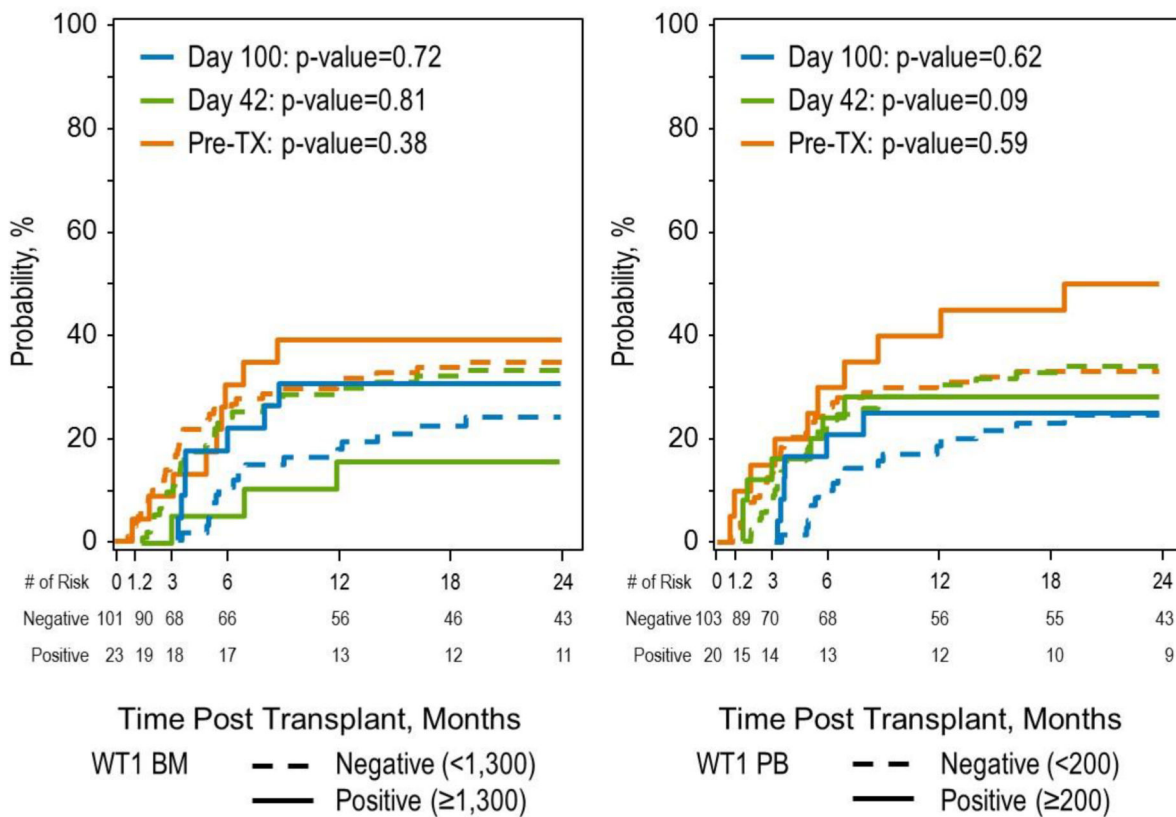 100
80
60
40
20
0
Probability, %
Day 100: p-value=0.72
Day 42: p-value=0.81
Pre-TX: p-value=0.38
0 1.2 3 6 12 18 24
# of Risk
Negative 101 90 68 66 56 46 43
Positive 23 19 18 17 13 12 11
Time Post Transplant, Months
WT1 BM
Negative (<1,300)
Positive (≥1,300)
100
80
60
40
20
0
Probability, %
Day 100: p-value=0.62
Day 42: p-value=0.09
Pre-TX: p-value=0.59
0 1.2 3 6 12 18 24
# of Risk
Negative 103 89 70 68 56 55 43
Positive 20 15 14 13 12 10 9
Time Post Transplant, Months
WT1 PB
Negative (<200)
Positive (≥200)